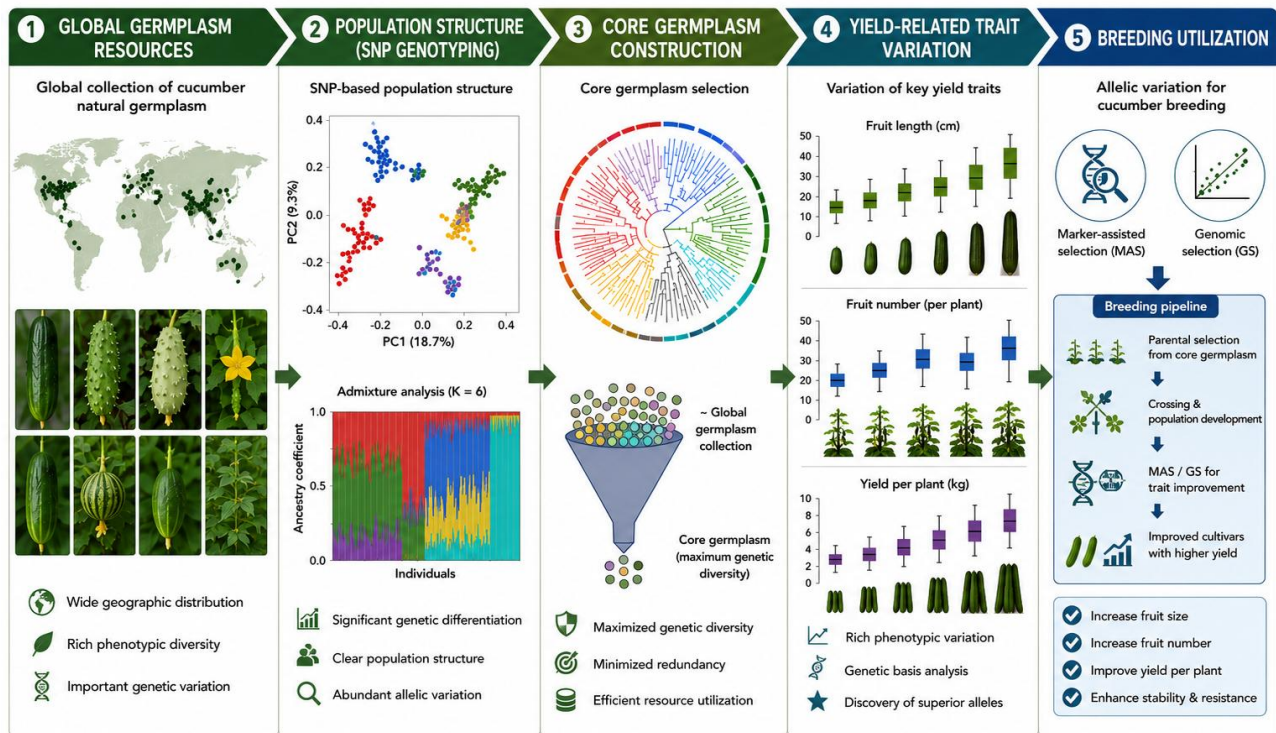 1 GLOBAL GERMPLASM
RESOURCES
Global collection of cucumber
natural germplasm
Wide geographic distribution
Rich phenotypic diversity
Important genetic variation
2 POPULATION STRUCTURE
(SNP GENOTYPING)
SNP-based population structure
0.4
0.2
0.0
-0.2
-0.4
PC2 (9.3%)
-0.4 -0.2 0.0 0.2 0.4
PC1 (18.7%)
Admixture analysis (K = 6)
1.0
0.5
0.0
Ancestry coefficient
Individuals
Significant genetic differentiation
Clear population structure
Abundant allelic variation
3 CORE GERMPLASM
CONSTRUCTION
Core germplasm selection
~ Global
germplasm
collection
Core germplasm
(maximum genetic
diversity)
Maximized genetic diversity
Minimized redundancy
Efficient resource utilization
4 YIELD-RELATED TRAIT
VARIATION
Variation of key yield traits
Fruit length (cm)
50
40
30
20
10
0
Fruit number (per plant)
50
40
30
20
10
0
Yield per plant (kg)
10
8
6
4
2
0
Rich phenotypic variation
Genetic basis analysis
Discovery of superior alleles
5 BREEDING UTILIZATION
Allelic variation for
cucumber breeding
Marker-assisted
selection (MAS)
Genomic
selection (GS)
Breeding pipeline
Parental selection
from core germplasm
Crossing &
population development
MAS / GS for
trait improvement
Improved cultivars
with higher yield
Increase fruit size
Increase fruit number
Improve yield per plant
Enhance stability & resistance